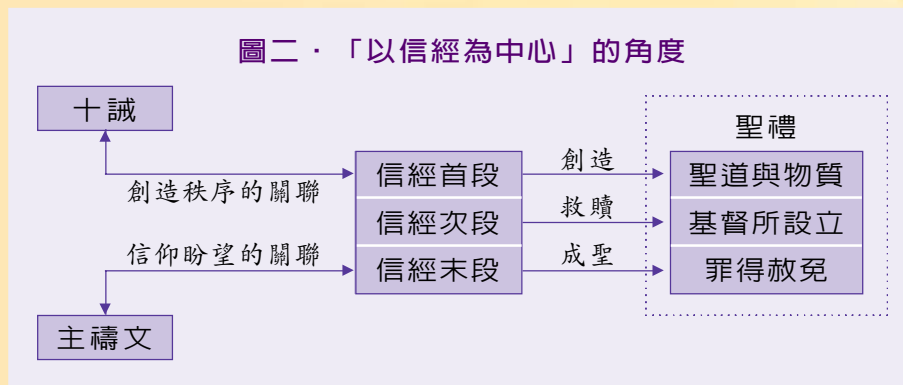 圖二．「以信經為中心」的角度
十誡
聖禮
創造秩序的關聯
信經首段
創造
聖道與物質
信經次段
救贖
基督所設立
信仰盼望的關聯
信經末段
成聖
罪得赦免
主禱文